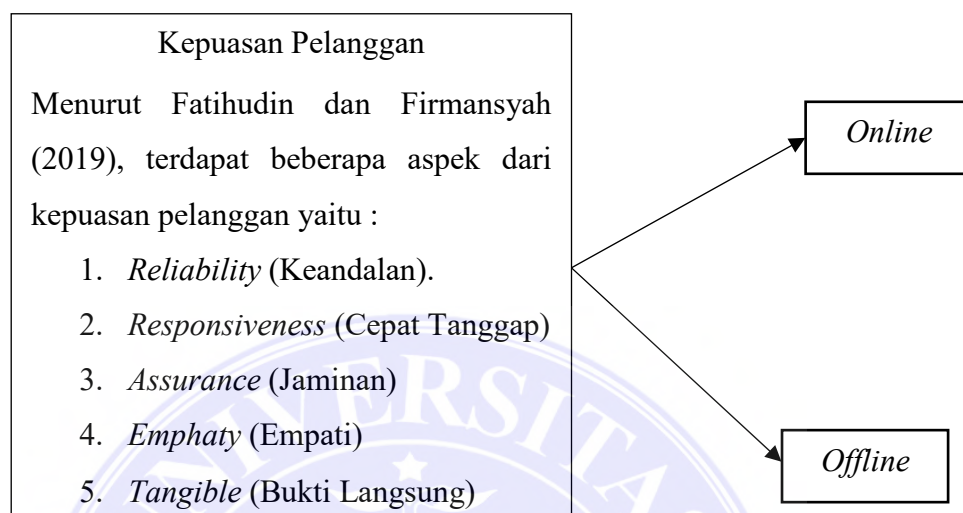 Kepuasan Pelanggan
Menurut Fatihudin dan Firmansyah
(2019), terdapat beberapa aspek dari
kepuasan pelanggan yaitu :
1. Reliability (Keandalan).
2. Responsiveness (Cepat Tanggap)
3. Assurance (Jaminan)
4. Emphaty (Empati)
5. Tangible (Bukti Langsung)
Online
Offline
UNIVERSITA